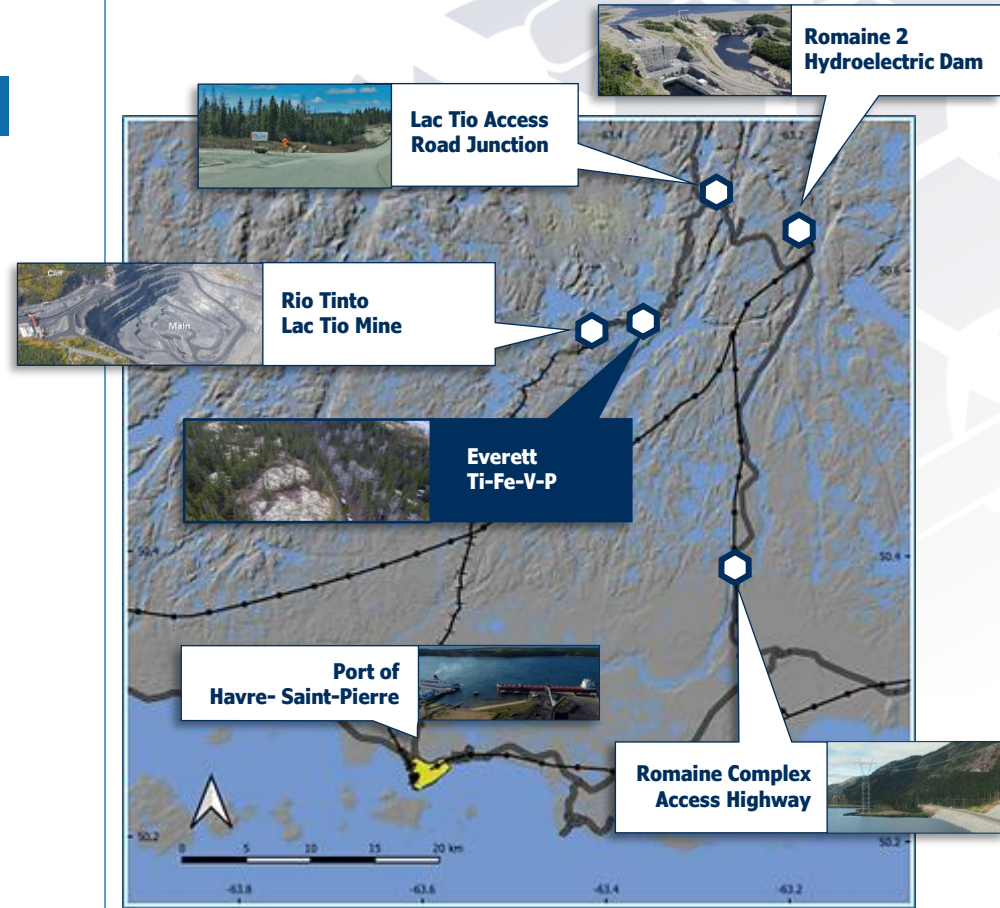 Romaine 2
Hydroelectric Dam
Lac Tio Access
Road Junction
63.4
63.2
Cliff
Main
Rio Tinto
Lac Tio Mine
50.6
Everett
Ti-Fe-V-P
50.4
50.4
Port of
Havre- Saint-Pierre
Romaine Complex
Access Highway
50.2
50.2
0 5 10 15 20 km
-63.8 -63.6 -63.4 -63.2